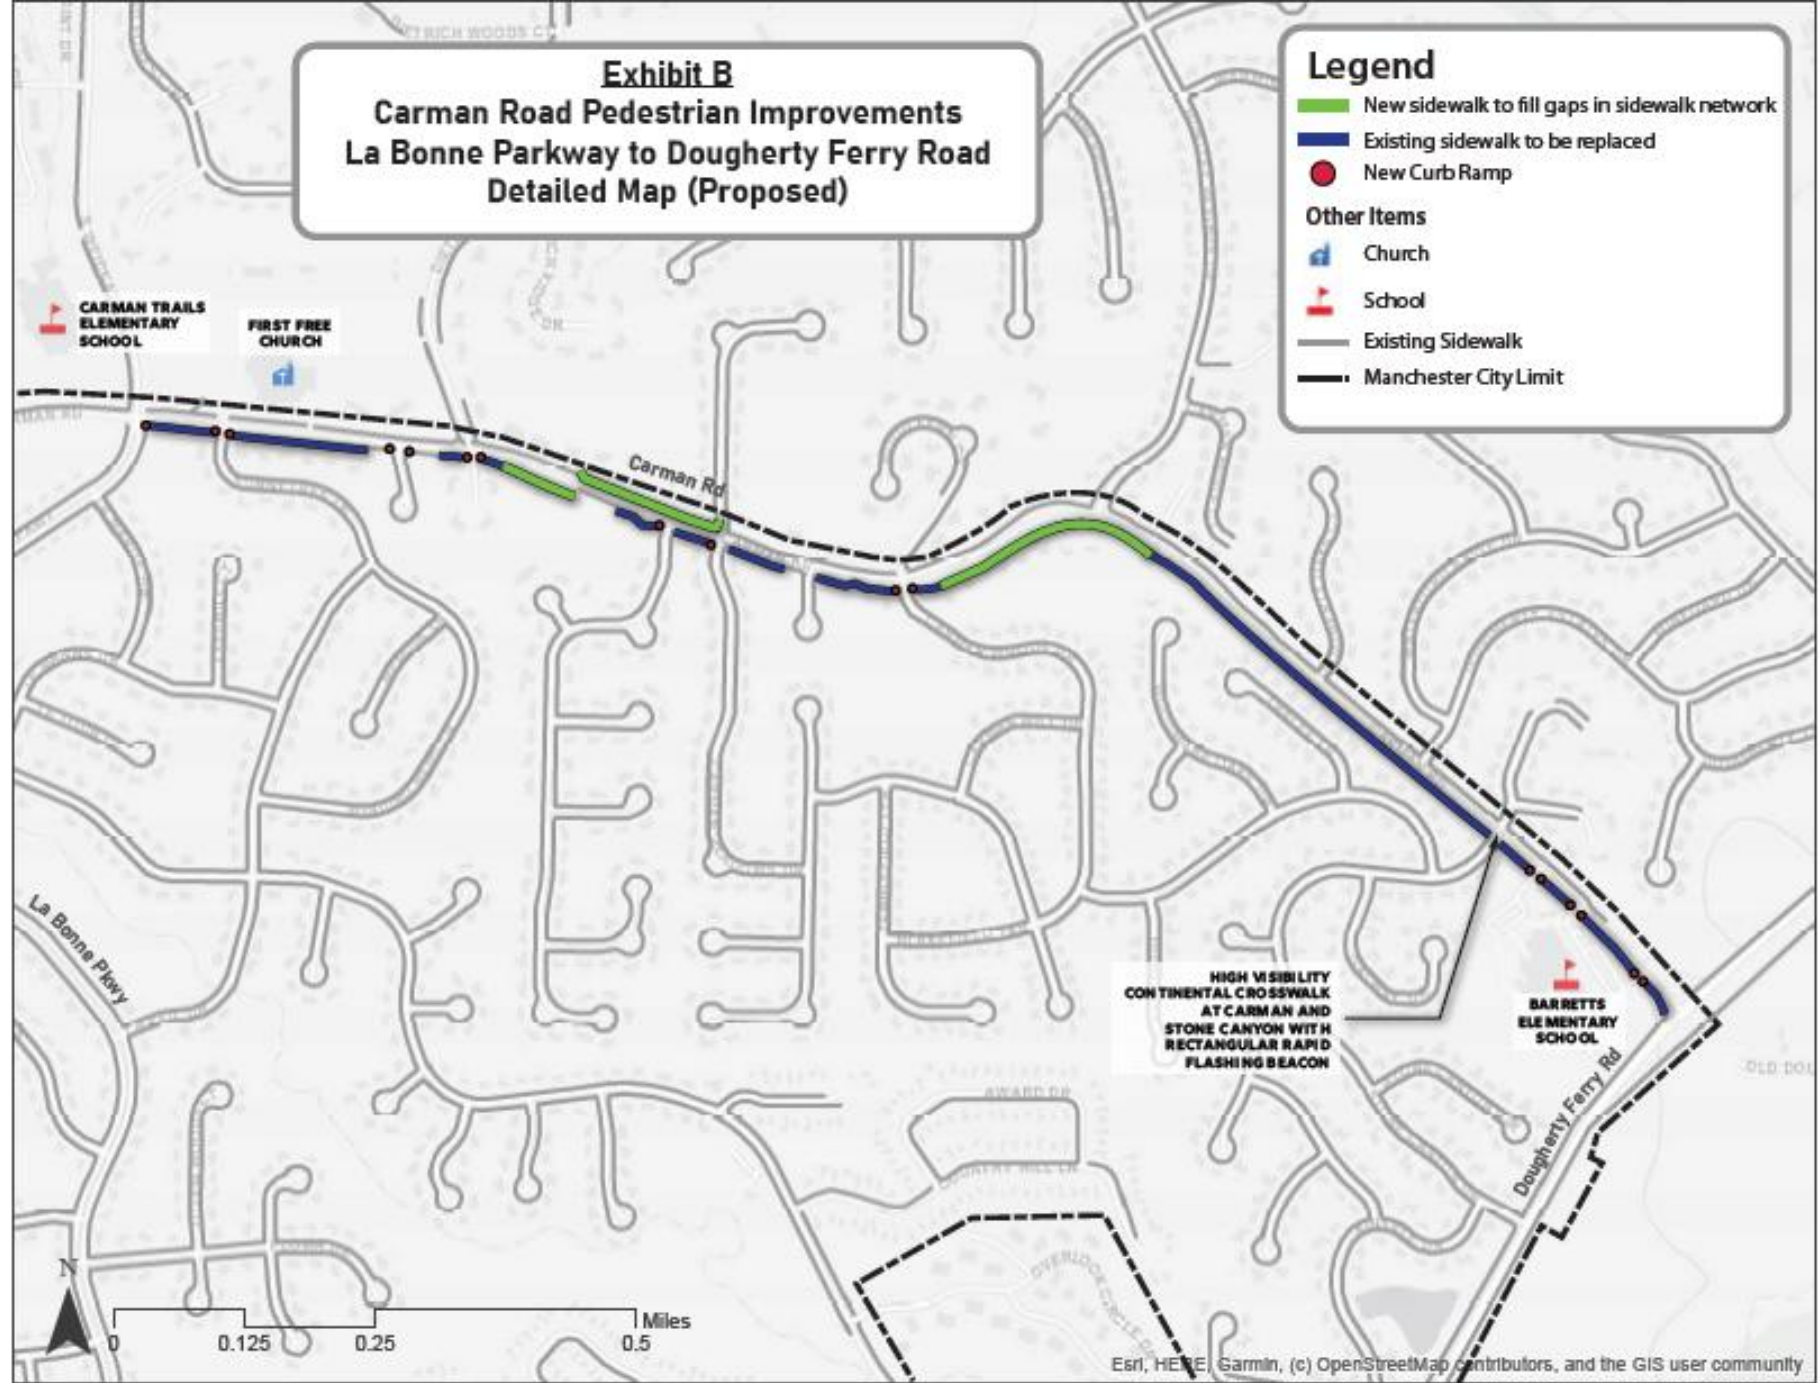 Exhibit B
Carman Road Pedestrian Improvements
La Bonne Parkway to Dougherty Ferry Road
Detailed Map (Proposed)
Legend
New sidewalk to fill gaps in sidewalk network
Existing sidewalk to be replaced
New Curb Ramp
Other Items
Church
School
Existing Sidewalk
Manchester City Limit
CARMAN TRAILS
ELEMENTARY
SCHOOL
FIRST FREE
CHURCH
Carman Rd
La Bonne Pkwy
HIGH VISIBILITY
CONTINENTAL CROSSWALK
AT CARMAN AND
STONE CANYON WITH
RECTANGULAR RAPID
FLASHING BEACON
BARRETTS
ELEMENTARY
SCHOOL
Dougherty Ferry Rd
AWARD DR
OVERLOOK CIRCLE
N
0 0.125 0.25 0.5 Miles
Esri, HERE, Garmin, (c) OpenStreetMap contributors, and the GIS user community